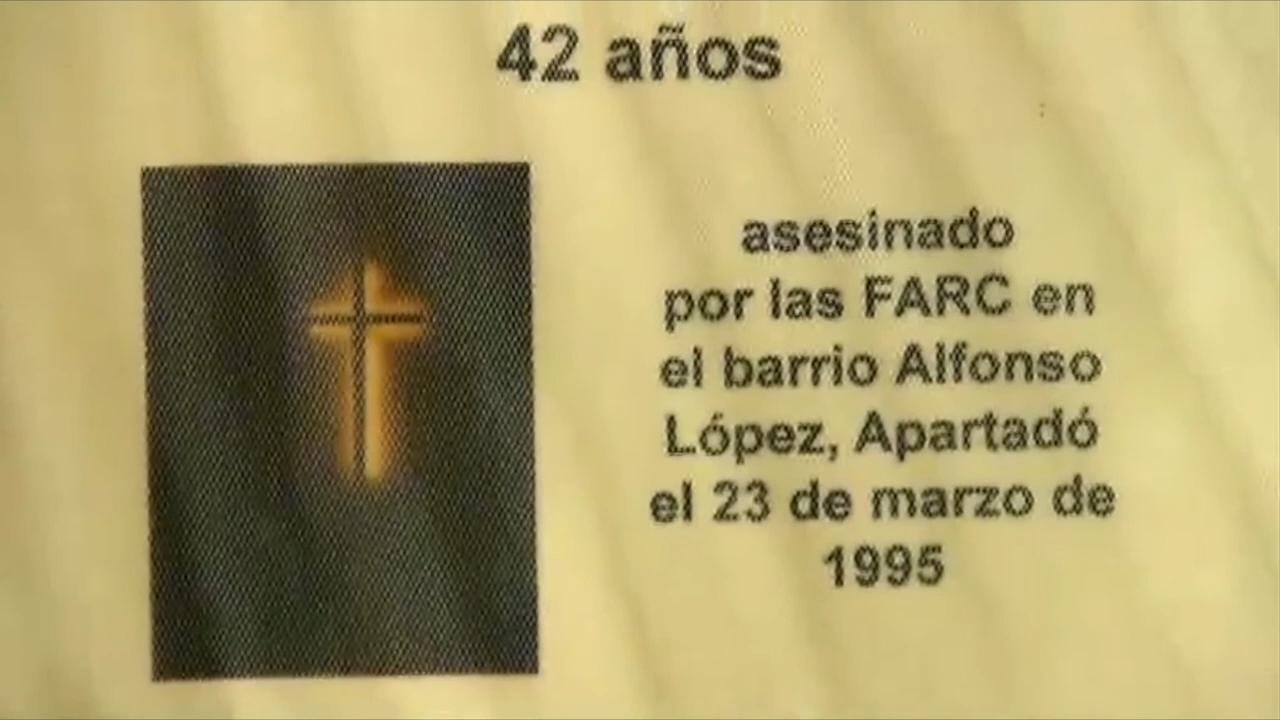 42 años
asesinado
por las FARC en
el barrio Alfonso
López, Apartadó
el 23 de marzo de
1995